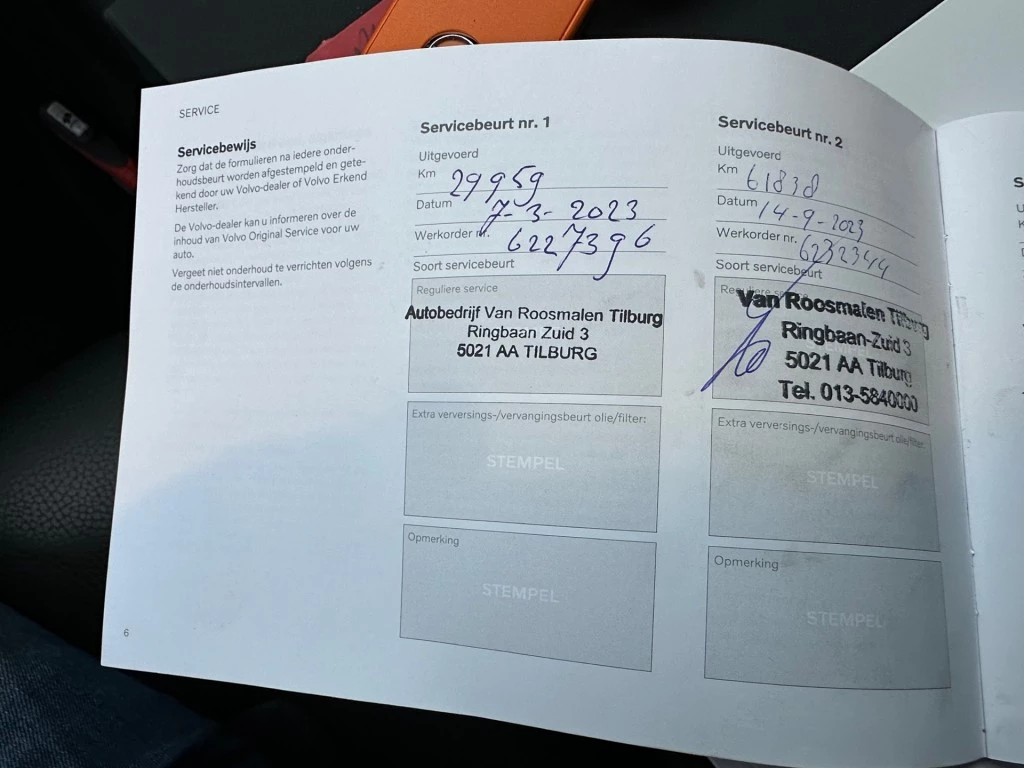 SERVICE
Servicebewijs
Zorg dat de formulieren na iedere onder-
houdsbeurt worden afgestempeld en gete-
kend door uw Volvo-dealer of Volvo Erkend
Hersteller.
De Volvo-dealer kan u informeren over de
inhoud van Volvo Original Service voor uw
auto.
Vergeet niet onderhoud te verrichten volgens
de onderhoudsintervallen.
6
Servicebeurt nr. 1
Uitgevoerd
Km 29959
Datum 7-3-2023
Werkorder nr. 6227396
Soort servicebeurt
Reguliere service
Autobedrijf Van Roosmalen Tilburg
Ringbaan Zuid 3
5021 AA TILBURG
Extra verversings-/vervangingsbeurt olie/filter:
STEMPEL
Opmerking
STEMPEL
Servicebeurt nr. 2
Uitgevoerd
Km 61838
Datum 14-9-2023
Werkorder nr. 6232344
Soort servicebeurt
Reguliere service
Van Roosmalen Tilburg
Ringbaan-Zuid 3
5021 AA Tilburg
Tel. 013-5840000
Extra verversings-/vervangingsbeurt olie/filter:
STEMPEL
Opmerking
STEMPEL